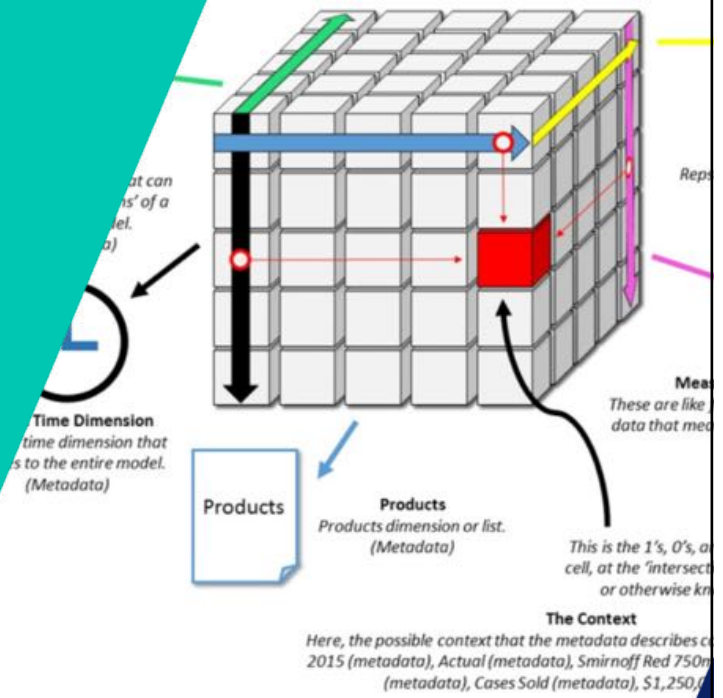 at can
ns' of a
el.
a)
Reps
Time Dimension
time dimension that
s to the entire model.
(Metadata)
Products
Products
Products dimension or list.
(Metadata)
Meas
These are like
data that mea
This is the 1's, 0's, a
cell, at the 'intersect
or otherwise kn
The Context
Here, the possible context that the metadata describes c
2015 (metadata), Actual (metadata), Smirnoff Red 750m
(metadata), Cases Sold (metadata), $1,250,0